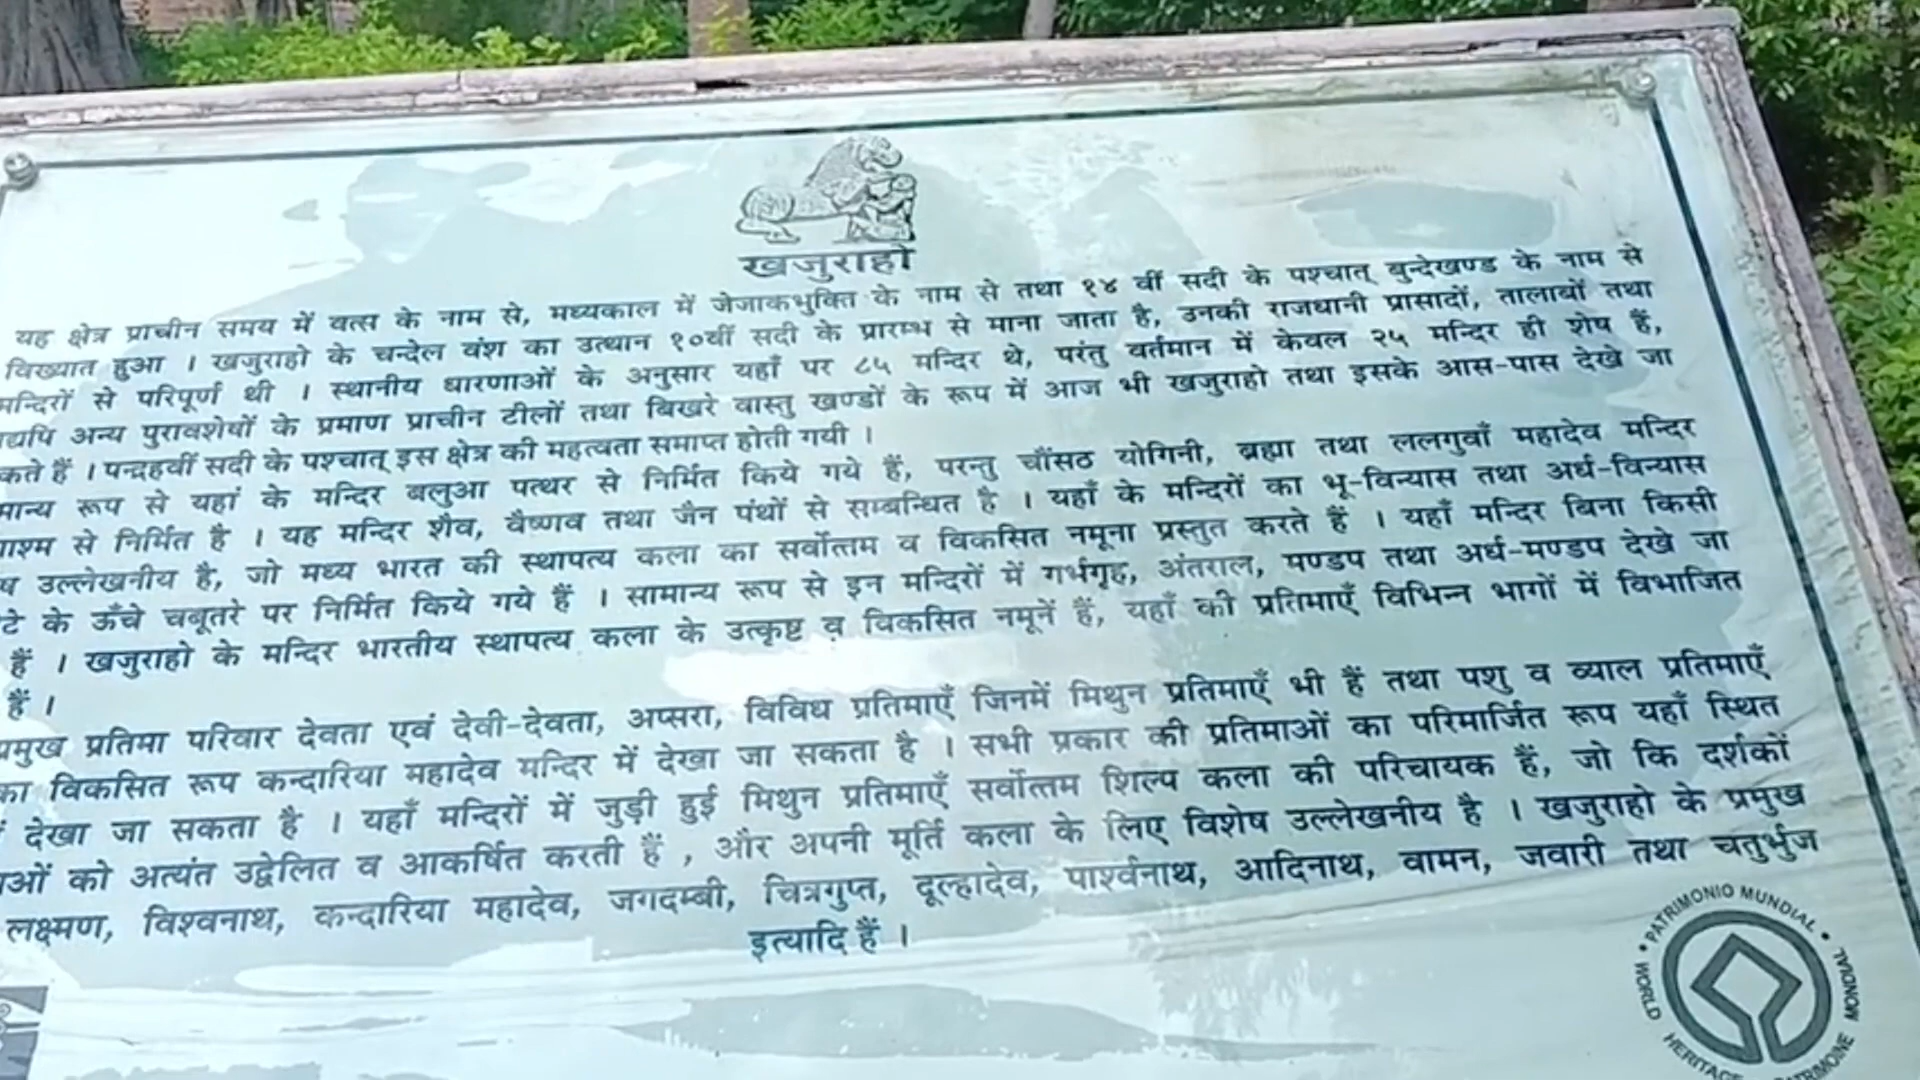 खजुराहो
यह क्षेत्र प्राचीन समय में वत्स के नाम से, मध्यकाल में जेजाकभुक्ति के नाम से तथा १४ वीं सदी के पश्चात् बुन्देखण्ड के नाम से
विख्यात हुआ । खजुराहो के चन्देल वंश का उत्थान १०वीं सदी के प्रारम्भ से माना जाता है, उनकी राजधानी प्रासादों, तालाबों तथा
मन्दिरों से परिपूर्ण थी । स्थानीय धारणाओं के अनुसार यहाँ पर ८५ मन्दिर थे, परंतु वर्तमान में केवल २५ मन्दिर ही शेष हैं,
अन्य पुरावशेषों के प्रमाण प्राचीन टीलों तथा बिखरे वास्तु खण्डों के रूप में आज भी खजुराहो तथा इसके आस-पास देखे जा
हैं । पन्द्रहवीं सदी के पश्चात् इस क्षेत्र की महत्वता समाप्त होती गयी ।
रूप से यहां के मन्दिर बलुआ पत्थर से निर्मित किये गये हैं, परन्तु चौंसठ योगिनी, ब्रह्मा तथा ललगुवाँ महादेव मन्दिर
से निर्मित है । यह मन्दिर शैव, वैष्णव तथा जैन पंथों से सम्बन्धित है । यहाँ के मन्दिरों का भू-विन्यास तथा अर्ध-विन्यास
उल्लेखनीय है, जो मध्य भारत की स्थापत्य कला का सर्वोत्तम व विकसित नमूना प्रस्तुत करते हैं । यहाँ मन्दिर बिना किसी
के ऊँचे चबूतरे पर निर्मित किये गये हैं । सामान्य रूप से इन मन्दिरों में गर्भगृह, अंतराल, मण्डप तथा अर्ध-मण्डप देखे जा
हैं । खजुराहो के मन्दिर भारतीय स्थापत्य कला के उत्कृष्ट व विकसित नमूनें हैं, यहाँ की प्रतिमाएँ विभिन्न भागों में विभाजित
हैं ।
प्रमुख प्रतिमा परिवार देवता एवं देवी-देवता, अप्सरा, विविध प्रतिमाएँ जिनमें मिथुन प्रतिमाएँ भी हैं तथा पशु व व्याल प्रतिमाएँ
का विकसित रूप कन्दारिया महादेव मन्दिर में देखा जा सकता है । सभी प्रकार की प्रतिमाओं का परिमार्जित रूप यहाँ स्थित
देखा जा सकता है । यहाँ मन्दिरों में जुड़ी हुई मिथुन प्रतिमाएँ सर्वोत्तम शिल्प कला की परिचायक हैं, जो कि दर्शकों
को अत्यंत उद्वेलित व आकर्षित करती हैं , और अपनी मूर्ति कला के लिए विशेष उल्लेखनीय है । खजुराहो के प्रमुख
लक्ष्मण, विश्वनाथ, कन्दारिया महादेव, जगदम्बी, चित्रगुप्त, दूल्हादेव, पार्श्वनाथ, आदिनाथ, वामन, जवारी तथा चतुर्भुज
इत्यादि हैं ।
PATRIMONIO MUNDIAL
WORLD HERITAGE
MONDIAL